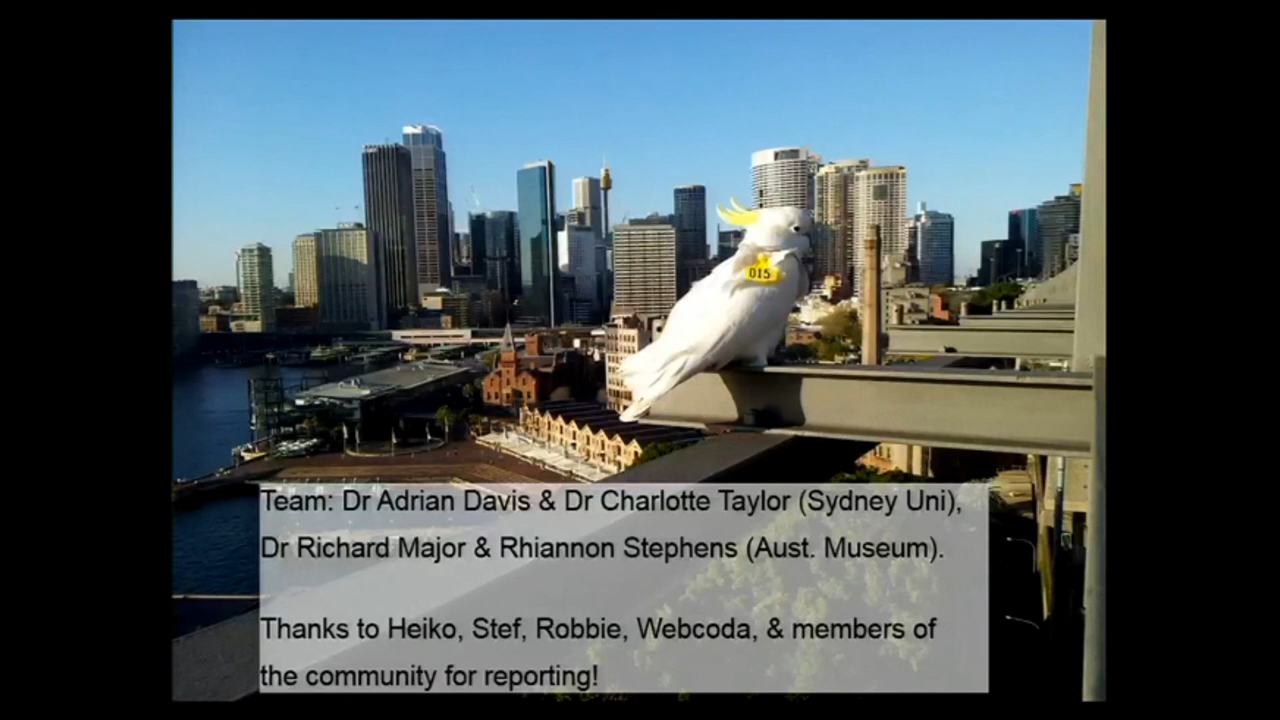 015
Team: Dr Adrian Davis & Dr Charlotte Taylor (Sydney Uni),
Dr Richard Major & Rhiannon Stephens (Aust. Museum).
Thanks to Heiko, Stef, Robbie, Webcoda, & members of
the community for reporting!